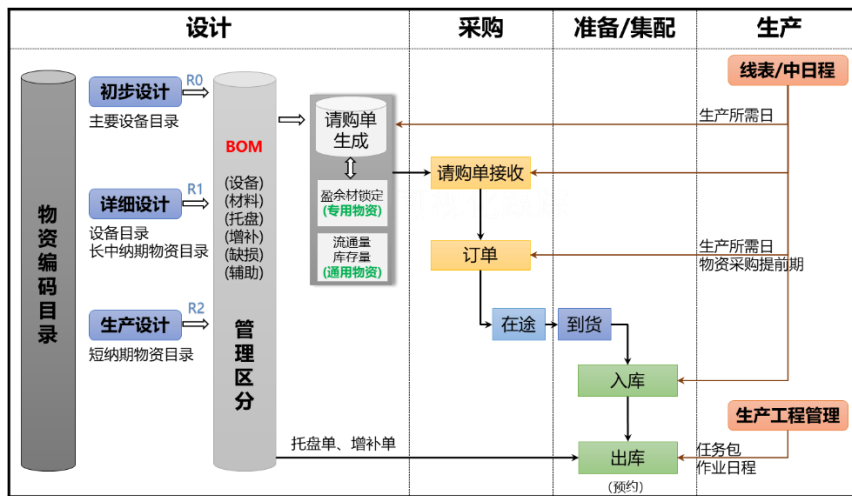 设计
采购
准备/集配
生产
物资编码目录
初步设计
R0
主要设备目录
详细设计
R1
设备目录
长中纳期物资目录
生产设计
R2
短纳期物资目录
BOM
(设备)
(材料)
(托盘)
(增补)
(缺损)
(辅助)
管理区分
请购单
生成
盈余材锁定
(专用物资)
流通量
库存量
(通用物资)
请购单接收
订单
在途
到货
入库
出库
(预约)
托盘单、增补单
线表/中日程
生产所需日
生产所需日
物资采购提前期
生产工程管理
任务包
作业日程